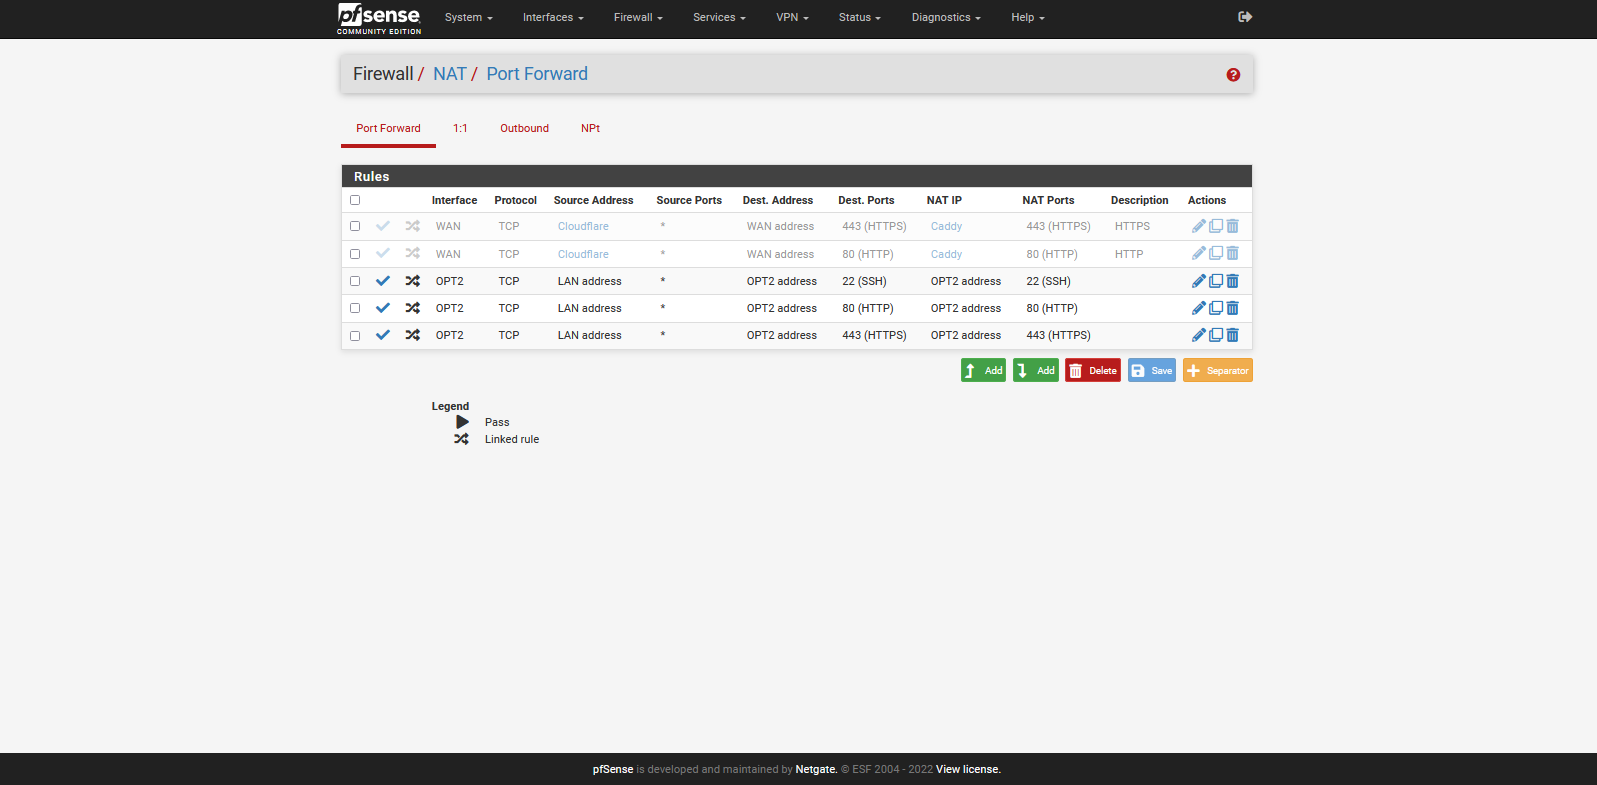 pfsense
COMMUNITY EDITION
System Interfaces Firewall Services VPN Status Diagnostics Help
Firewall / NAT / Port Forward
Port Forward 1:1 Outbound NPt
Rules
Interface Protocol Source Address Source Ports Dest. Address Dest. Ports NAT IP NAT Ports Description Actions
WAN TCP Cloudflare * WAN address 443 (HTTPS) Caddy 443 (HTTPS) HTTPS
WAN TCP Cloudflare * WAN address 80 (HTTP) Caddy 80 (HTTP) HTTP
OPT2 TCP LAN address * OPT2 address 22 (SSH) OPT2 address 22 (SSH)
OPT2 TCP LAN address * OPT2 address 80 (HTTP) OPT2 address 80 (HTTP)
OPT2 TCP LAN address * OPT2 address 443 (HTTPS) OPT2 address 443 (HTTPS)
Add Add Delete Save Separator
Legend
Pass
Linked rule
pfSense is developed and maintained by Netgate. © ESF 2004 - 2022 View license.